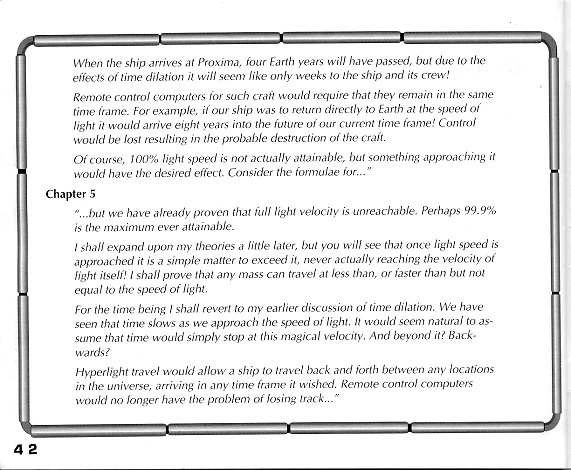 When the ship arrives at Proxima, four Earth years will have passed, but due to the
effects of time dilation it will seem like only weeks to the ship and its crew!
Remote control computers for such craft would require that they remain in the same
time frame. For example, if our ship was to return directly to Earth at the speed of
light it would arrive eight years into the future of our current time frame! Control
would be lost resulting in the probable destruction of the craft.
Of course, 100% light speed is not actually attainable, but something approaching it
would have the desired effect. Consider the formulae for..."
Chapter 5
"...but we have already proven that full light velocity is unreachable. Perhaps 99.9%
is the maximum ever attainable.
I shall expand upon my theories a little later, but you will see that once light speed is
approached it is a simple matter to exceed it, never actually reaching the velocity of
light itself! I shall prove that any mass can travel at less than, or faster than but not
equal to the speed of light.
For the time being I shall revert to my earlier discussion of time dilation. We have
seen that time slows as we approach the speed of light. It would seem natural to as-
sume that time would simply stop at this magical velocity. And beyond it? Back-
wards?
Hyperlight travel would allow a ship to travel back and forth between any locations
in the universe, arriving in any time frame it wished. Remote control computers
would no longer have the problem of losing track..."
42